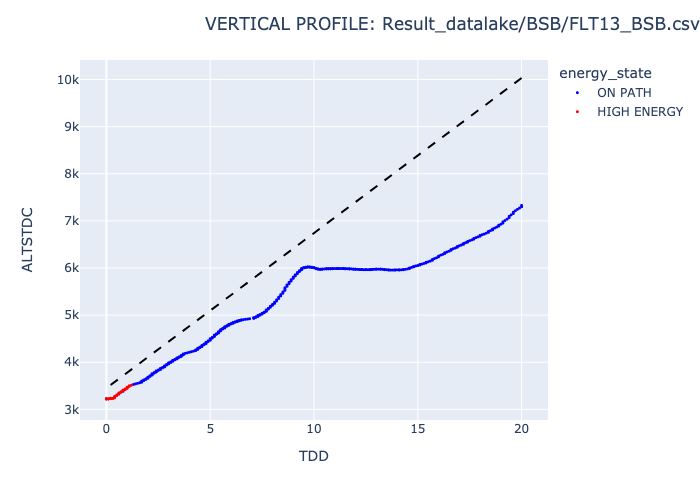 VERTICAL PROFILE: Result_datalake/BSB/FLT13_BSB.csv
energy_state
ON PATH
HIGH ENERGY
10k
9k
8k
7k
6k
5k
4k
3k
ALTSTDC
0 5 10 15 20
TDD